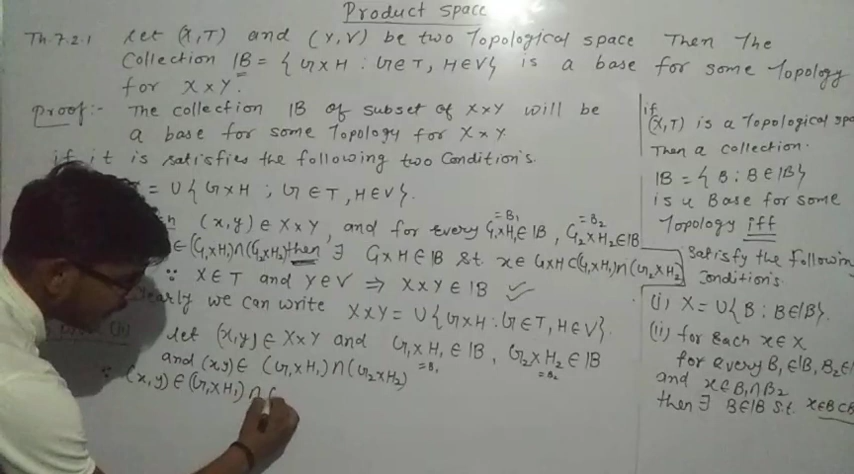 Product space
Th.7.2.1 Let (X,T) and (Y,V) be two Topological space Then The
Collection IB = { G×H : G∈T, H∈V} is a base for some Topology
for X×Y.
Proof:- The collection IB of subset of X×Y will be
a base for some Topology for X×Y.
if it is satisfies the following two Condition's.
= U{ G×H ; G∈T, H∈V}.
(x,y) ∈ X×Y, and for every G₁×H₁∈IB, G₂×H₂∈IB
=B₁ =B₂
∈(G₁×H₁)∩(G₂×H₂) then ∃ G×H∈IB s.t. x∈ G×H⊂(G₁×H₁)∩(G₂×H₂)
∵ X∈T and Y∈V ⇒ X×Y∈IB ✓
we can write X×Y = U{G×H : G∈T, H∈V}.
let (x,y)∈ X×Y and G₁×H₁∈IB, G₂×H₂∈IB
and (x,y)∈ (G₁×H₁)∩(G₂×H₂)
=B₁ =B₂
∵ (x,y)∈(G₁×H₁)∩(
if
(X,T) is a Topological
Then a collection.
IB = { B : B∈IB}
is a Base for some
Topology iff
Satisfy the
Condition's
(i) X = U{B : B∈IB}.
(ii) for each x∈X
for every B₁∈IB, B₂∈
and x∈B₁∩B₂
then ∃ B∈IB s.t. x∈B⊂